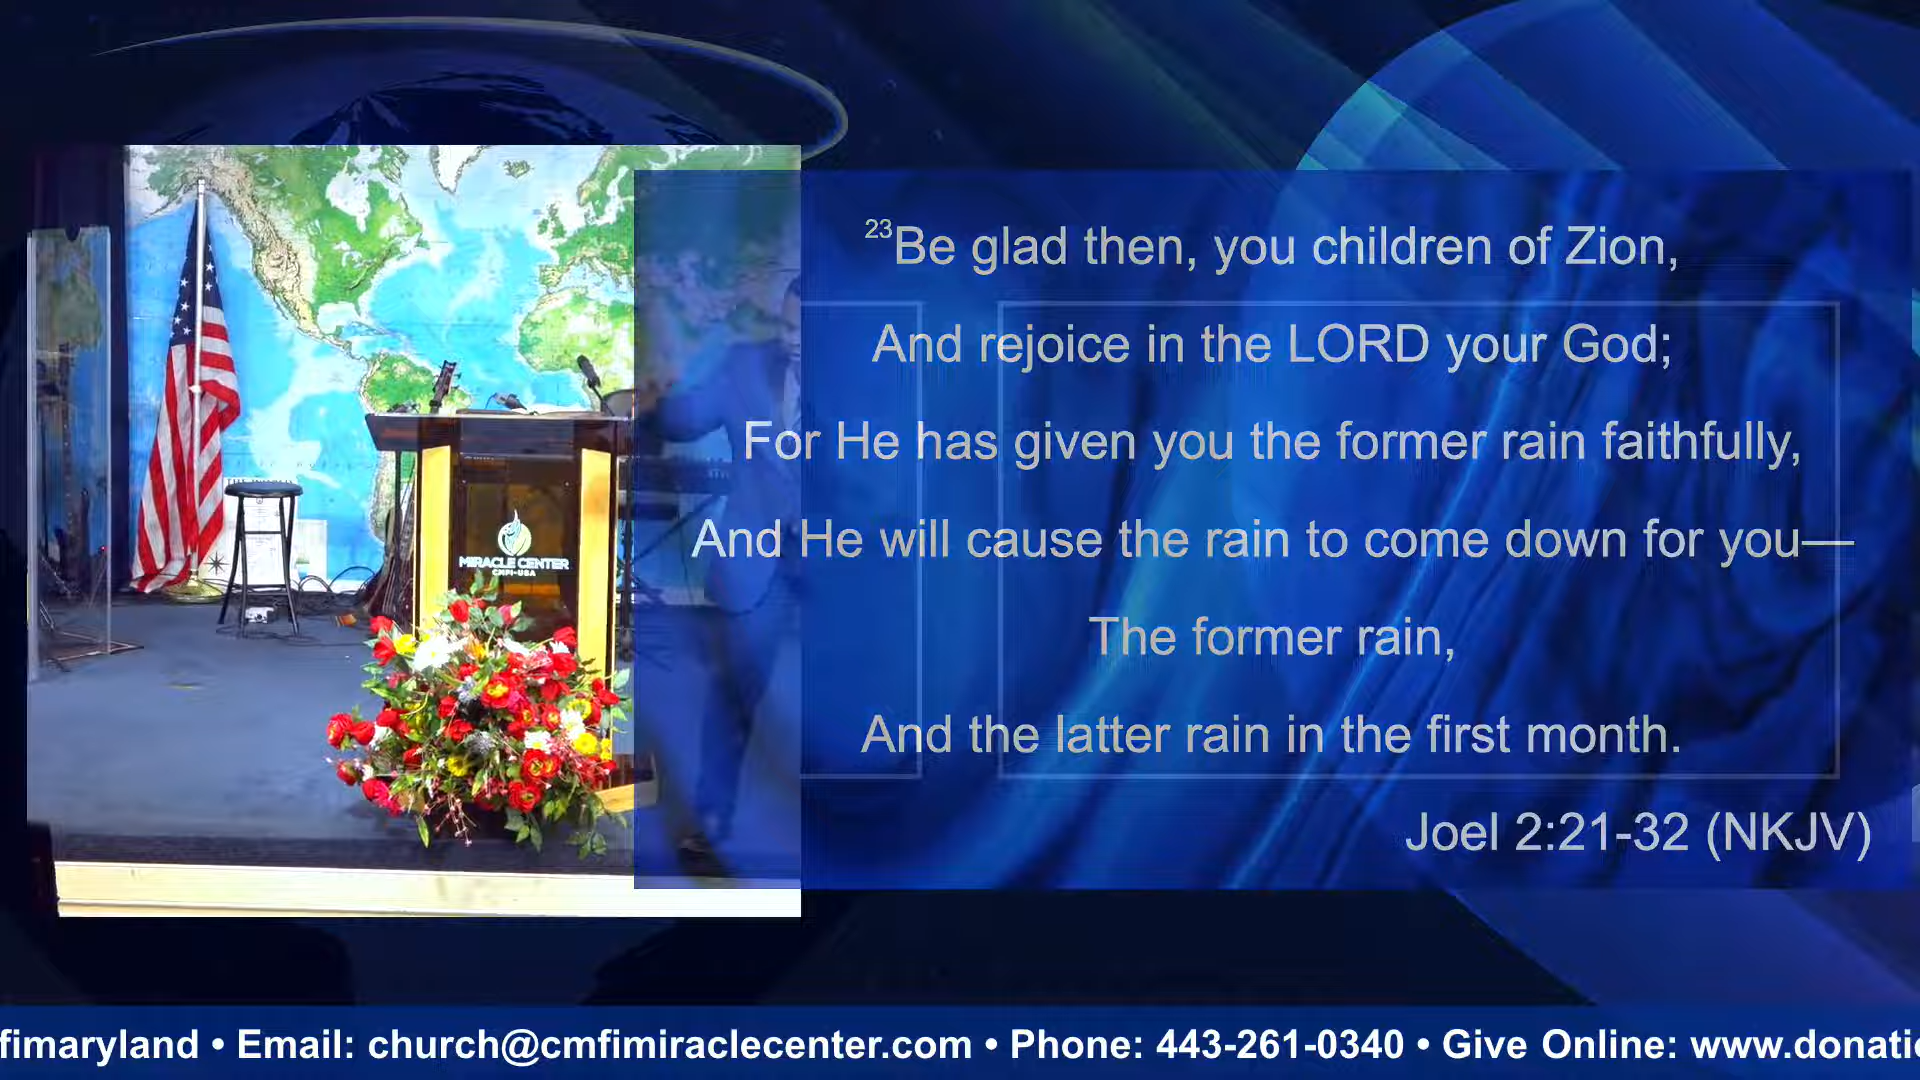 23Be glad then, you children of Zion,
And rejoice in the LORD your God;
For He has given you the former rain faithfully,
And He will cause the rain to come down for you—
The former rain,
And the latter rain in the first month.
Joel 2:21-32 (NKJV)
MIRACLE CENTER
CMFI-USA
fimaryland • Email: church@cmfimiraclecenter.com • Phone: 443-261-0340 • Give Online: www.donati